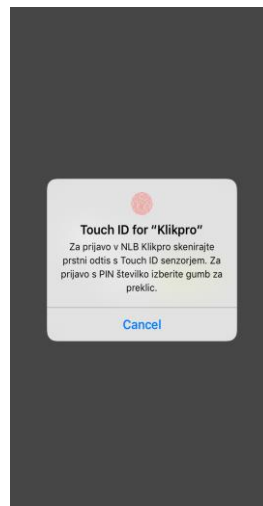 Touch ID for “Klikpro”
Za prijavo v NLB Klikpro skenirajte
prstni odtis s Touch ID senzorjem. Za
prijavo s PIN številko izberite gumb za
preklic.
Cancel